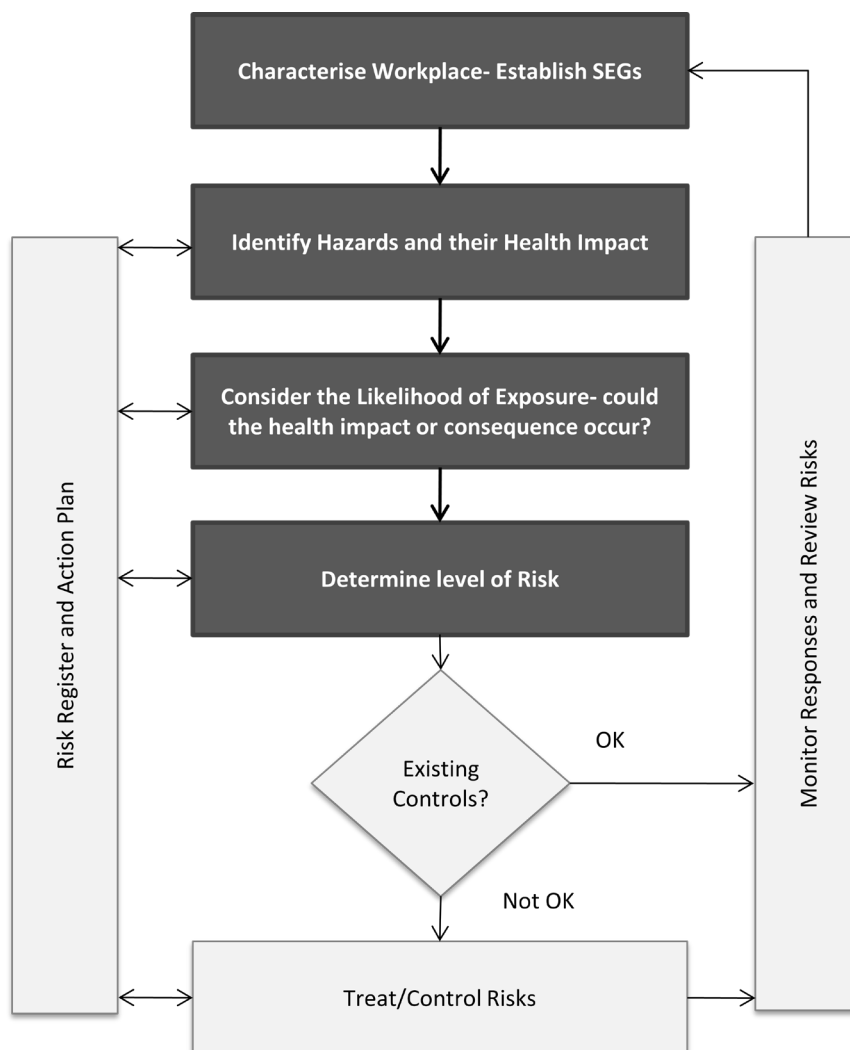 Characterise Workplace- Establish SEGs
Identify Hazards and their Health Impact
Consider the Likelihood of Exposure- could
the health impact or consequence occur?
Determine level of Risk
Risk Register and Action Plan
Monitor Responses and Review Risks
Existing
Controls?
OK
Not OK
Treat/Control Risks